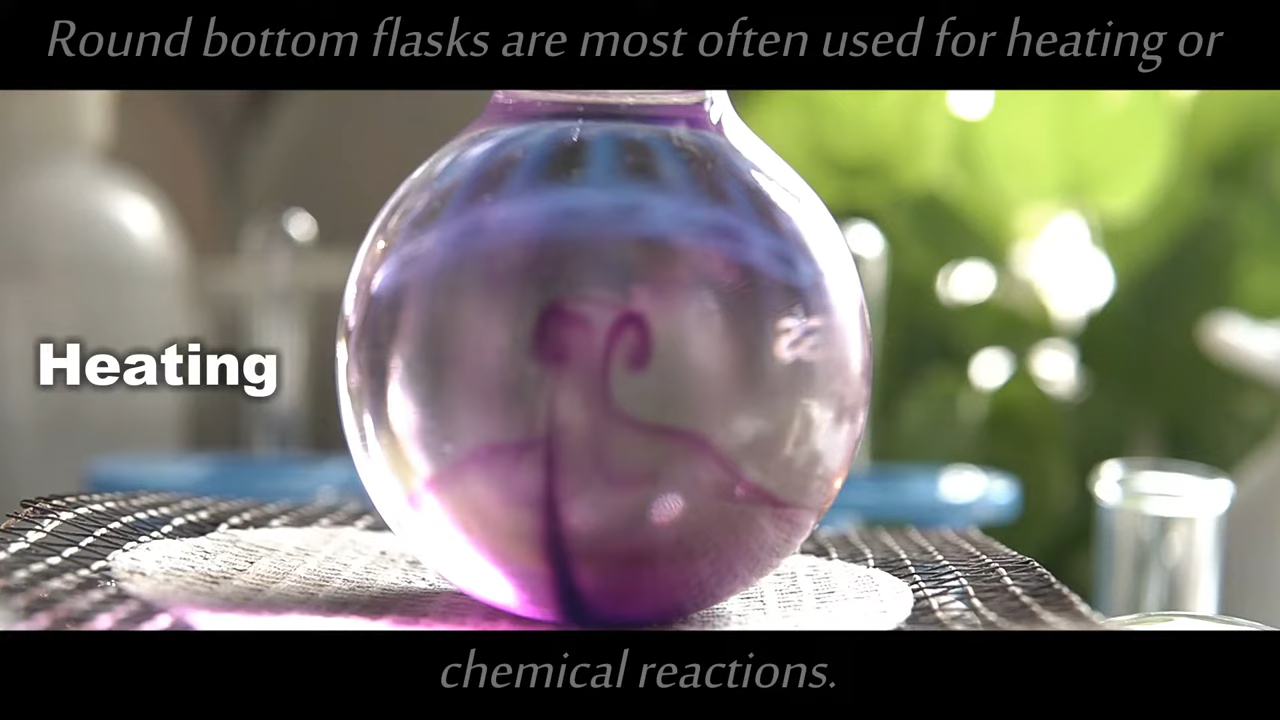 Round bottom flasks are most often used for heating or
Heating
chemical reactions.